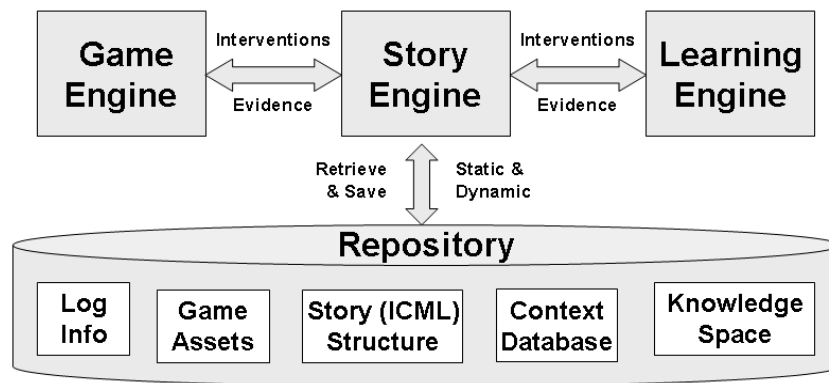 Game
Engine
Interventions
Evidence
Story
Engine
Interventions
Evidence
Learning
Engine
Retrieve
& Save
Static &
Dynamic
Repository
Log
Info
Game
Assets
Story (ICML)
Structure
Context
Database
Knowledge
Space